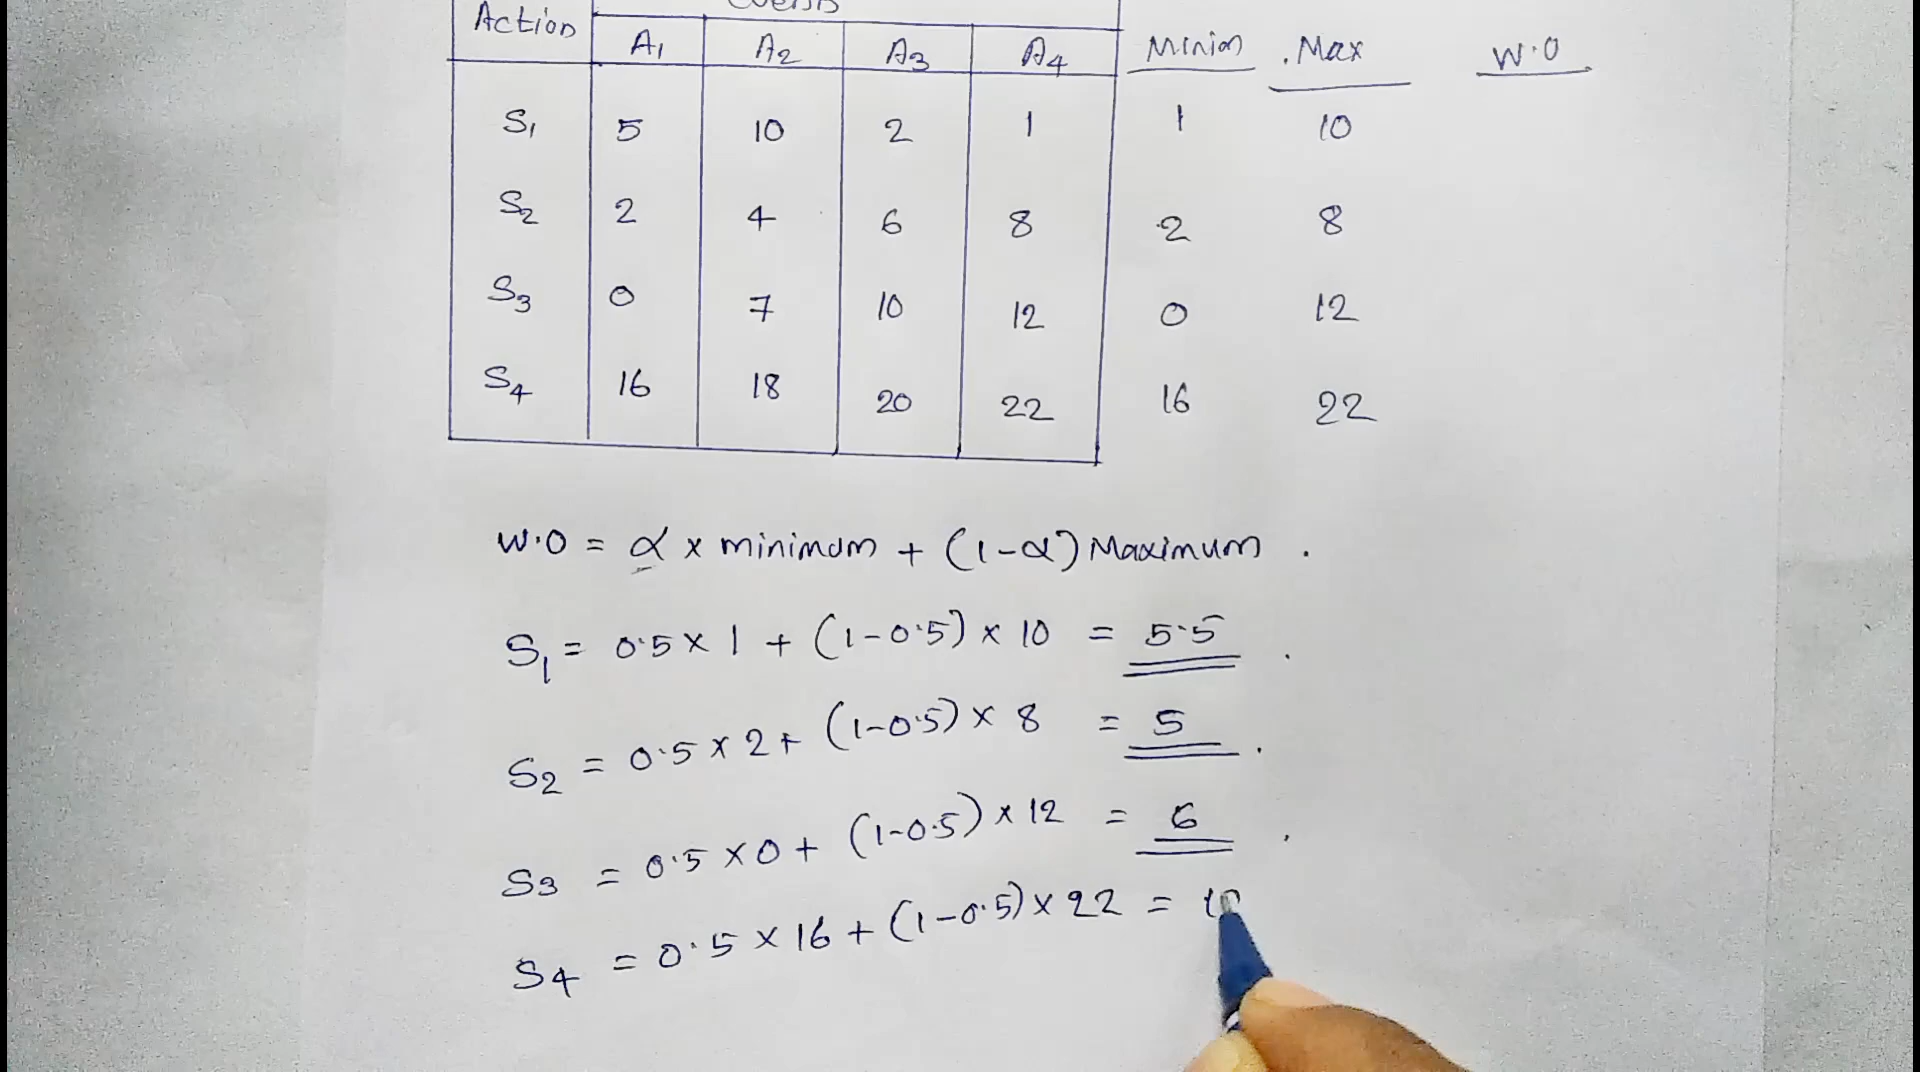 Action A1 A2 A3 A4 Minim Max W.O
S1 5 10 2 1 1 10
S2 2 4 6 8 2 8
S3 0 7 10 12 0 12
S4 16 18 20 22 16 22
W.O = α x minimum + (1-α) Maximum .
S1 = 0.5 x 1 + (1-0.5) x 10 = 5.5
S2 = 0.5 x 2 + (1-0.5) x 8 = 5
S3 = 0.5 x 0 + (1-0.5) x 12 = 6
S4 = 0.5 x 16 + (1-0.5) x 22 = 1